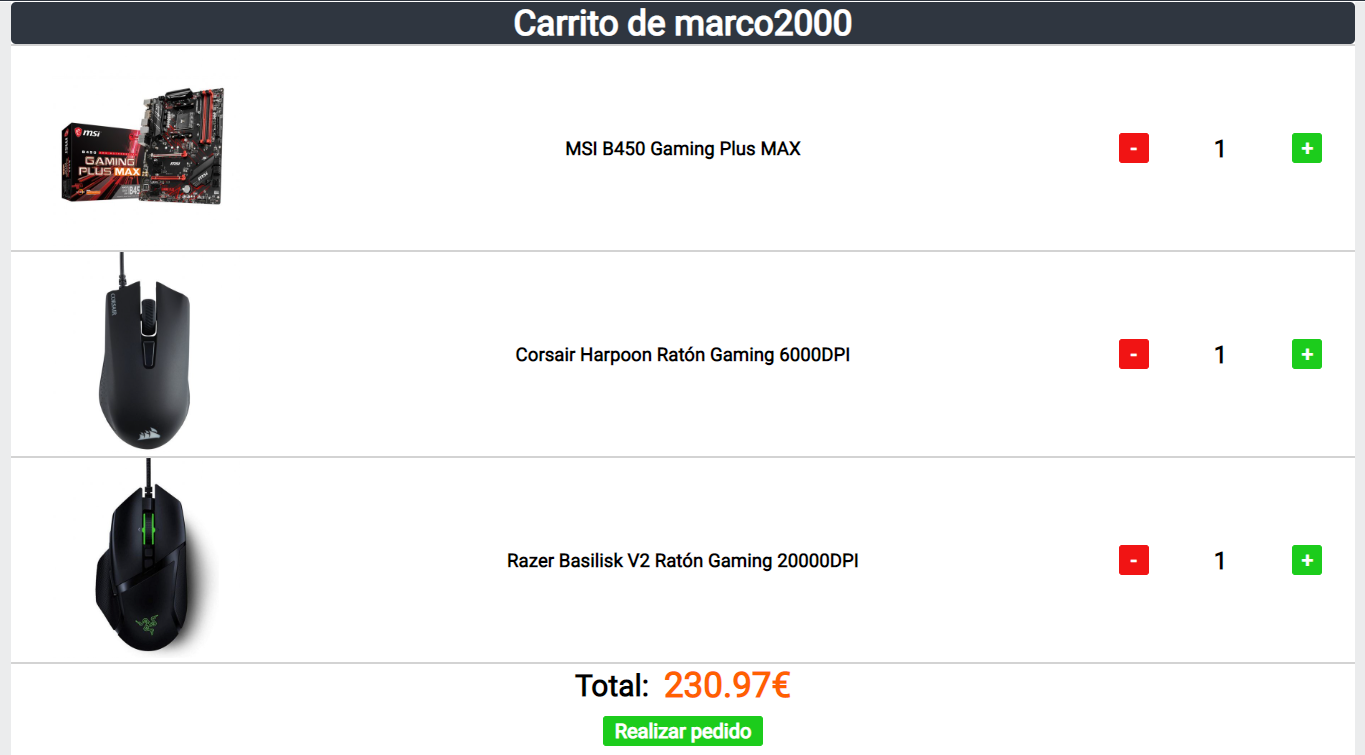 Carrito de marco2000
msi
GAMING
PLUS MAX
MSI B450 Gaming Plus MAX
-
1
+
CORSAIR
Corsair Harpoon Ratón Gaming 6000DPI
-
1
+
Razer Basilisk V2 Ratón Gaming 20000DPI
-
1
+
Total: 230.97€
Realizar pedido